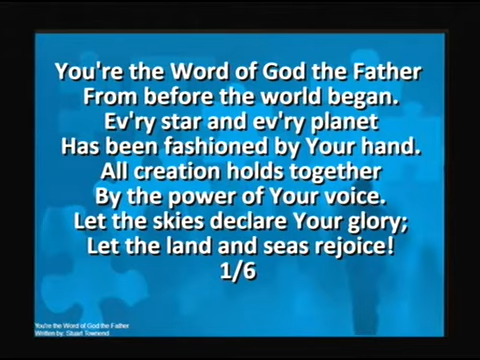 You're the Word of God the Father
From before the world began.
Ev'ry star and ev'ry planet
Has been fashioned by Your hand.
All creation holds together
By the power of Your voice.
Let the skies declare Your glory;
Let the land and seas rejoice!
1/6
You're the Word of God the Father
Written by: Stuart Townend